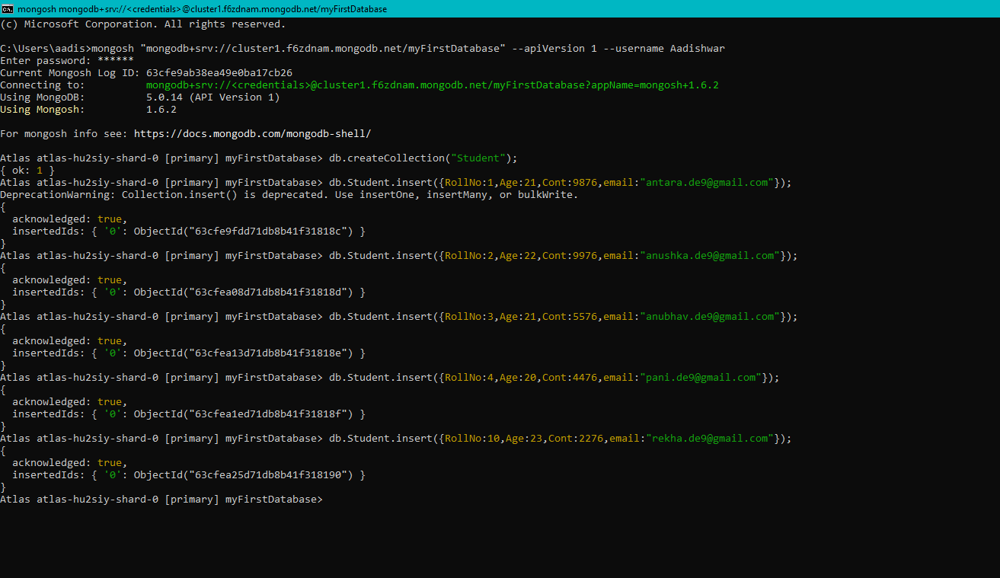 mongosh mongodb+srv://<credentials>@cluster1.f6zdnam.mongodb.net/myFirstDatabase
(c) Microsoft Corporation. All rights reserved.
C:\Users\aadis>mongosh "mongodb+srv://cluster1.f6zdnam.mongodb.net/myFirstDatabase" --apiVersion 1 --username Aadishwar
Enter password: ******
Current Mongosh Log ID: 63cfe9ab38ea49e0ba17cb26
Connecting to:          mongodb+srv://<credentials>@cluster1.f6zdnam.mongodb.net/myFirstDatabase?appName=mongosh+1.6.2
Using MongoDB:          5.0.14 (API Version 1)
Using Mongosh:          1.6.2
For mongosh info see: https://docs.mongodb.com/mongodb-shell/
Atlas atlas-hu2siy-shard-0 [primary] myFirstDatabase> db.createCollection("Student");
{ ok: 1 }
Atlas atlas-hu2siy-shard-0 [primary] myFirstDatabase> db.Student.insert({RollNo:1,Age:21,Cont:9876,email:"antara.de9@gmail.com"});
DeprecationWarning: Collection.insert() is deprecated. Use insertOne, insertMany, or bulkWrite.
{
  acknowledged: true,
  insertedIds: { '0': ObjectId("63cfe9fdd71db8b41f31818c") }
}
Atlas atlas-hu2siy-shard-0 [primary] myFirstDatabase> db.Student.insert({RollNo:2,Age:22,Cont:9976,email:"anushka.de9@gmail.com"});
{
  acknowledged: true,
  insertedIds: { '0': ObjectId("63cfea08d71db8b41f31818d") }
}
Atlas atlas-hu2siy-shard-0 [primary] myFirstDatabase> db.Student.insert({RollNo:3,Age:21,Cont:5576,email:"anubhav.de9@gmail.com"});
{
  acknowledged: true,
  insertedIds: { '0': ObjectId("63cfea13d71db8b41f31818e") }
}
Atlas atlas-hu2siy-shard-0 [primary] myFirstDatabase> db.Student.insert({RollNo:4,Age:20,Cont:4476,email:"pani.de9@gmail.com"});
{
  acknowledged: true,
  insertedIds: { '0': ObjectId("63cfea1ed71db8b41f31818f") }
}
Atlas atlas-hu2siy-shard-0 [primary] myFirstDatabase> db.Student.insert({RollNo:10,Age:23,Cont:2276,email:"rekha.de9@gmail.com"});
{
  acknowledged: true,
  insertedIds: { '0': ObjectId("63cfea25d71db8b41f318190") }
}
Atlas atlas-hu2siy-shard-0 [primary] myFirstDatabase>